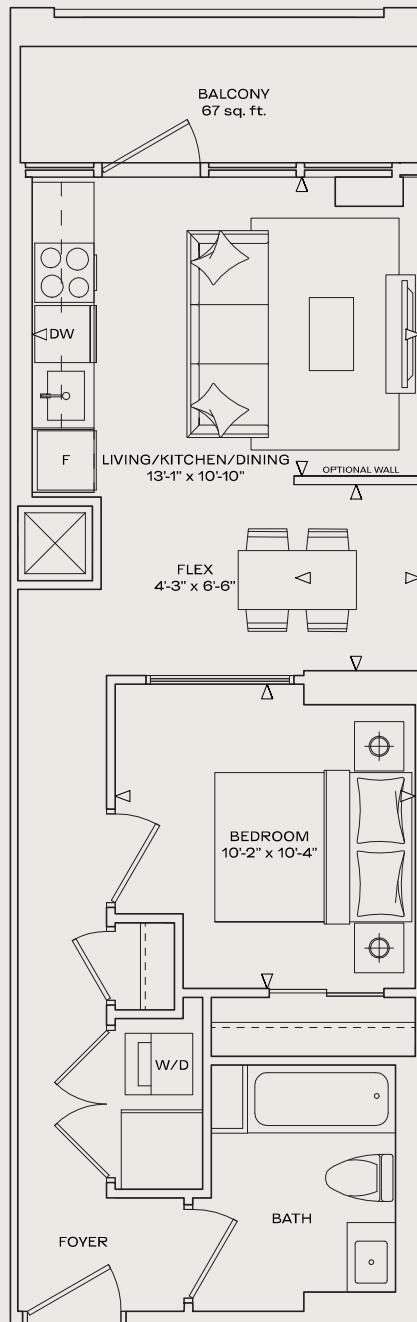 BALCONY
67 sq. ft.
DW
F
LIVING/KITCHEN/DINING
13'-1" x 10'-10"
OPTIONAL WALL
FLEX
4'-3" x 6'-6"
BEDROOM
10'-2" x 10'-4"
W/D
BATH
FOYER